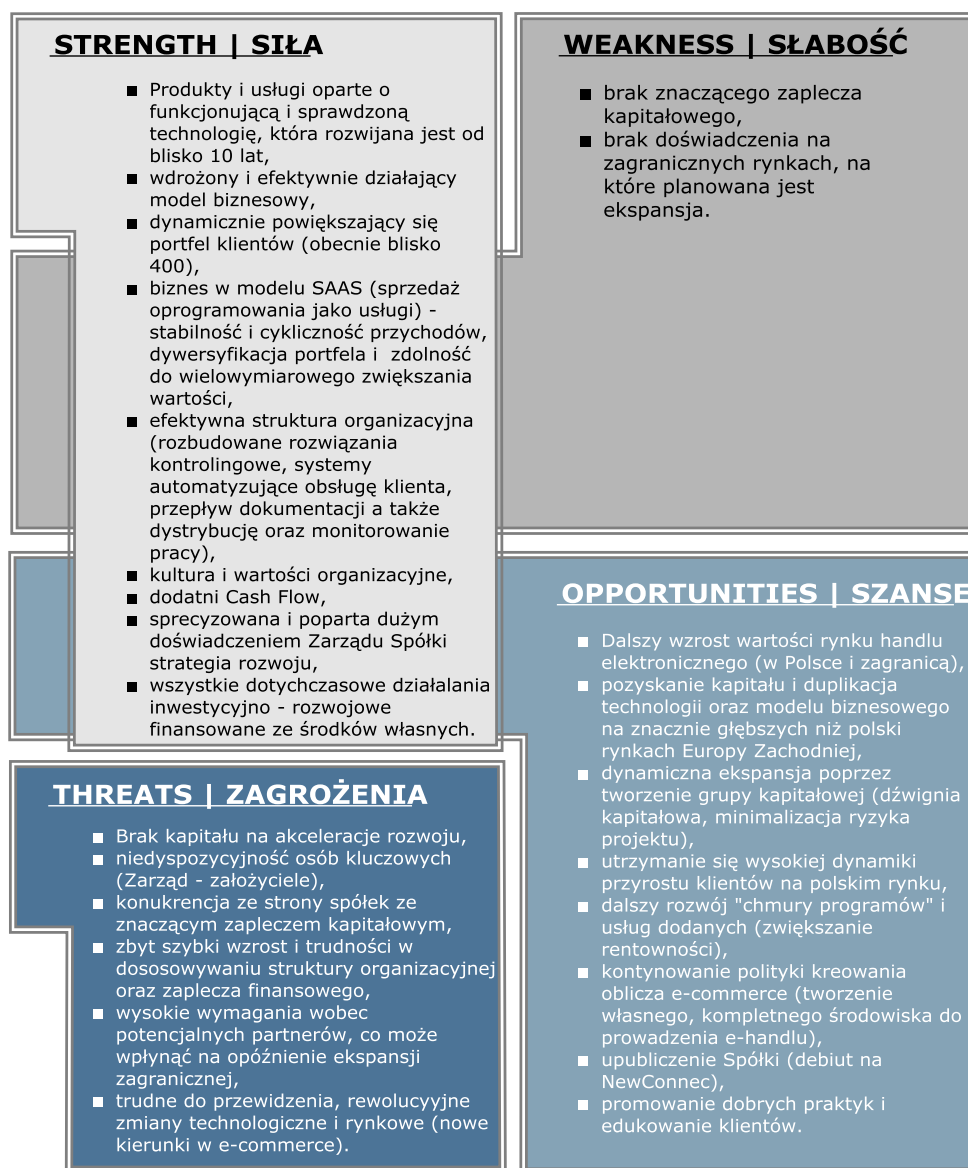 STRENGTH | SIŁA
■ Produkty i usługi oparte o
funkcjonującą i sprawdzoną
technologię, która rozwijana jest od
blisko 10 lat,
■ wdrożony i efektywnie działający
model biznesowy,
■ dynamicznie powiększający się
portfel klientów (obecnie blisko
400),
■ biznes w modelu SAAS (sprzedaż
oprogramowania jako usługi) -
stabilność i cykliczność przychodów,
dywersyfikacja portfela i zdolność
do wielowymiarowego zwiększania
wartości,
■ efektywna struktura organizacyjna
(rozbudowane rozwiązania
kontrolingowe, systemy
automatyzujące obsługę klienta,
przepływ dokumentacji a także
dystrybucję oraz monitorowanie
pracy),
■ kultura i wartości organizacyjne,
■ dodatni Cash Flow,
■ sprecyzowana i poparta dużym
doświadczeniem Zarządu Spółki
strategia rozwoju,
■ wszystkie dotychczasowe działalania
inwestycyjno - rozwojowe
finansowane ze środków własnych.
WEAKNESS | SŁABOŚĆ
■ brak znaczącego zaplecza
kapitałowego,
■ brak doświadczenia na
zagranicznych rynkach, na
które planowana jest
ekspansja.
THREATS | ZAGROŻENIA
■ Brak kapitału na akceleracje rozwoju,
■ niedyspozycyjność osób kluczowych
(Zarząd - założyciele),
■ konukrencja ze strony spółek ze
znaczącym zapleczem kapitałowym,
■ zbyt szybki wzrost i trudności w
dososowywaniu struktury organizacyjnej
oraz zaplecza finansowego,
■ wysokie wymagania wobec
potencjalnych partnerów, co może
wpłynąć na opóźnienie ekspansji
zagranicznej,
■ trudne do przewidzenia, rewolucyyjne
zmiany technologiczne i rynkowe (nowe
kierunki w e-commerce).
OPPORTUNITIES | SZANSE
■ Dalszy wzrost wartości rynku handlu
elektronicznego (w Polsce i zagranicą),
■ pozyskanie kapitału i duplikacja
technologii oraz modelu biznesowego
na znacznie głębszych niż polski
rynkach Europy Zachodniej,
■ dynamiczna ekspansja poprzez
tworzenie grupy kapitałowej (dźwignia
kapitałowa, minimalizacja ryzyka
projektu),
■ utrzymanie się wysokiej dynamiki
przyrostu klientów na polskim rynku,
■ dalszy rozwój "chmury programów" i
usług dodanych (zwiększanie
rentowności),
■ kontynowanie polityki kreowania
oblicza e-commerce (tworzenie
własnego, kompletnego środowiska do
prowadzenia e-handlu),
■ upubliczenie Spółki (debiut na
NewConnec),
■ promowanie dobrych praktyk i
edukowanie klientów.